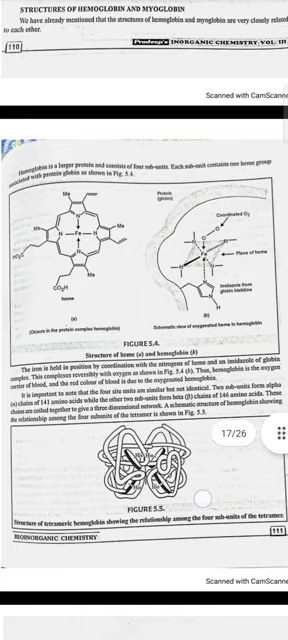 STRUCTURES OF HEMOGLOBIN AND MYOGLOBIN
We have already mentioned that the structures of hemoglobin and myoglobin are very closely related
to each other.
110
Pradeep's INORGANIC CHEMISTRY VOL. III
Scanned with CamScanne
Hemoglobin is a larger protein and consists of four sub-units. Each sub-unit contains one heme group
associated with protein globin as shown in Fig. 5.4.
Me
Me
N
N—Fe—N
N
Me
Me
HO₂C
CO₂H
heme
(a)
(Occurs in the protein complex hemoglobin)
Protein
(globin)
Coordinated O₂
O
O
N
N
Fe
N
N
Plane of heme
N
Imidazole from
globin histidine
N
H
(b)
Schematic view of oxygenated heme in hemoglobin
FIGURE 5.4.
Structure of heme (a) and hemoglobin (b)
The iron is held in position by coordination with the nitrogens of heme and an imidazole of globin
complex. This complexes reversibly with oxygen as shown in Fig. 5.4 (b). Thus, hemoglobin is the oxygen
carrier of blood, and the red colour of blood is due to the oxygenated hemoglobin.
It is important to note that the four site units are similar but not identical. Two sub-units form alpha
(α) chains of 141 amino acids while the other two sub-units form beta (β) chains of 146 amino acids. These
chains are coiled together to give a three dimensional network. A schematic structure of hemoglobin showing
the relationship among the four subunits of the tetramer is shown in Fig. 5.5.
17/26
FIGURE 5.5.
Structure of tetrameric hemoglobin showing the relationship among the four sub-units of the tetramer.
BIOINORGANIC CHEMISTRY
111
Scanned with CamScanne